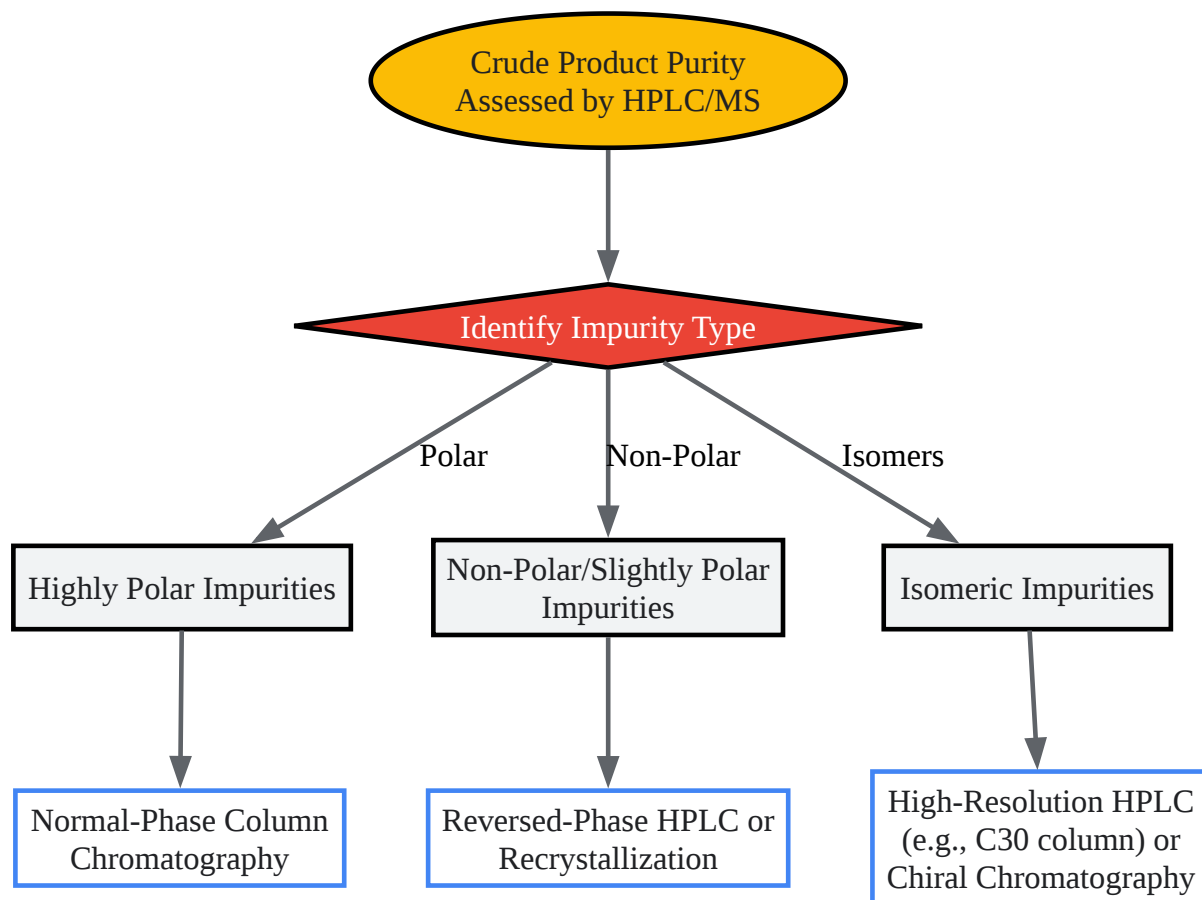 Crude Product Purity
Assessed by HPLC/MS
Identify Impurity Type
Polar
Non-Polar
Isomers
Highly Polar Impurities
Non-Polar/Slightly Polar
Impurities
Isomeric Impurities
Normal-Phase Column
Chromatography
Reversed-Phase HPLC or
Recrystallization
High-Resolution HPLC
(e.g., C30 column) or
Chiral Chromatography